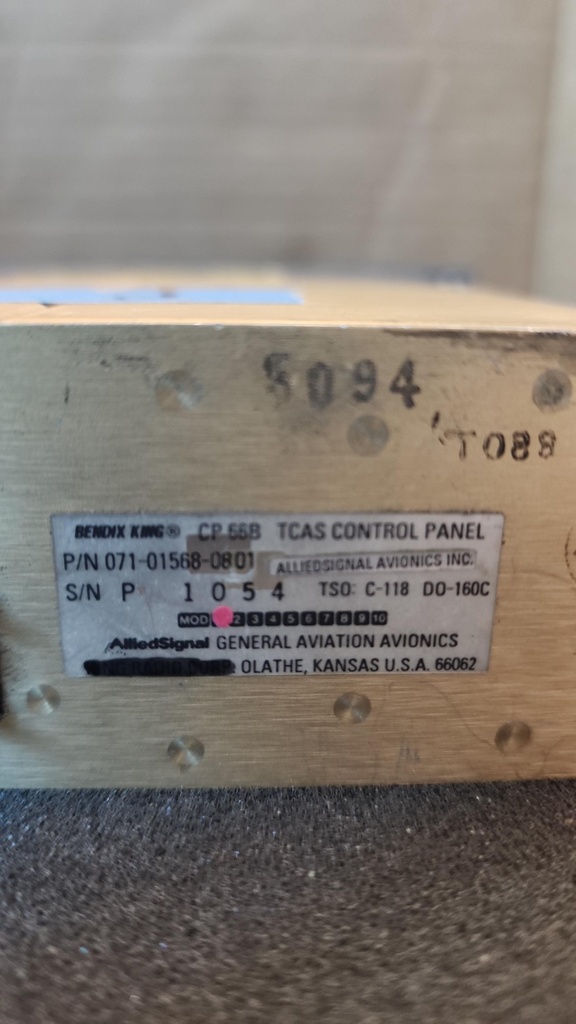 5094
'T088
BENDIX KING® CP 66B TCAS CONTROL PANEL
P/N 071-01568-0801 ALLIEDSIGNAL AVIONICS INC.
S/N P 1054 TSO: C-118 DO-160C
MOD 2 3 4 5 6 7 8 9 10
AlliedSignal GENERAL AVIATION AVIONICS
OLATHE, KANSAS U.S.A. 66062